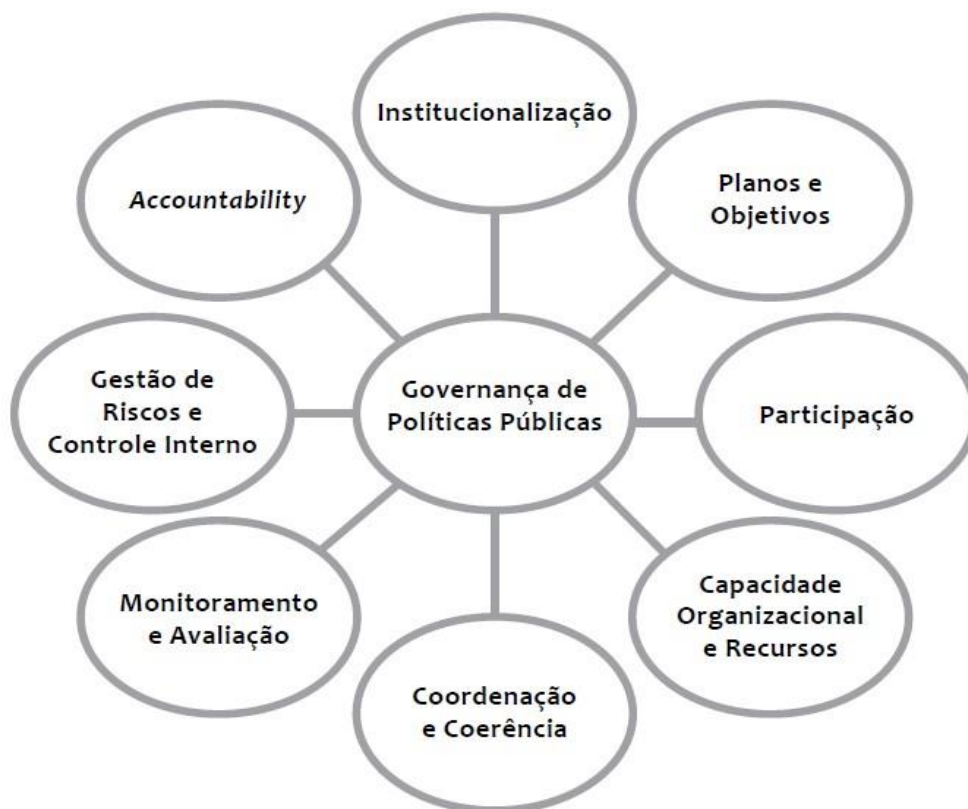 Institucionalização
Accountability
Planos e
Objetivos
Gestão de
Riscos e
Controle Interno
Governança de
Políticas Públicas
Participação
Monitoramento
e Avaliação
Capacidade
Organizacional
e Recursos
Coordenação
e Coerência